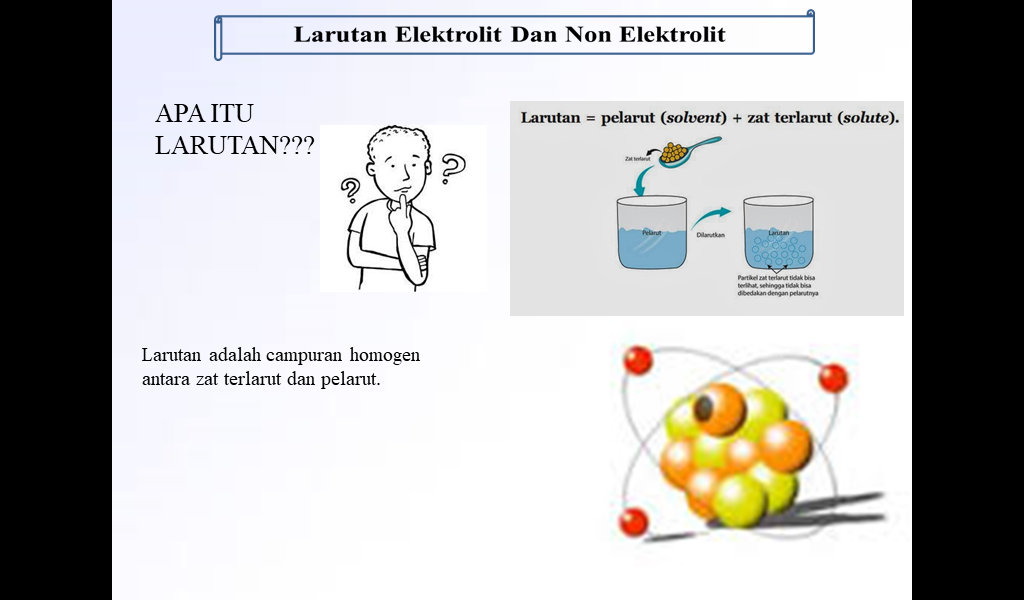 Larutan Elektrolit Dan Non Elektrolit
APA ITU
LARUTAN???
?
?
Larutan = pelarut (solvent) + zat terlarut (solute).
Zat terlarut
Pelarut
Dilarutkan
Larutan
Partikel zat terlarut tidak bisa
terlihat, sehingga tidak bisa
dibedakan dengan pelarutnya
Larutan adalah campuran homogen
antara zat terlarut dan pelarut.